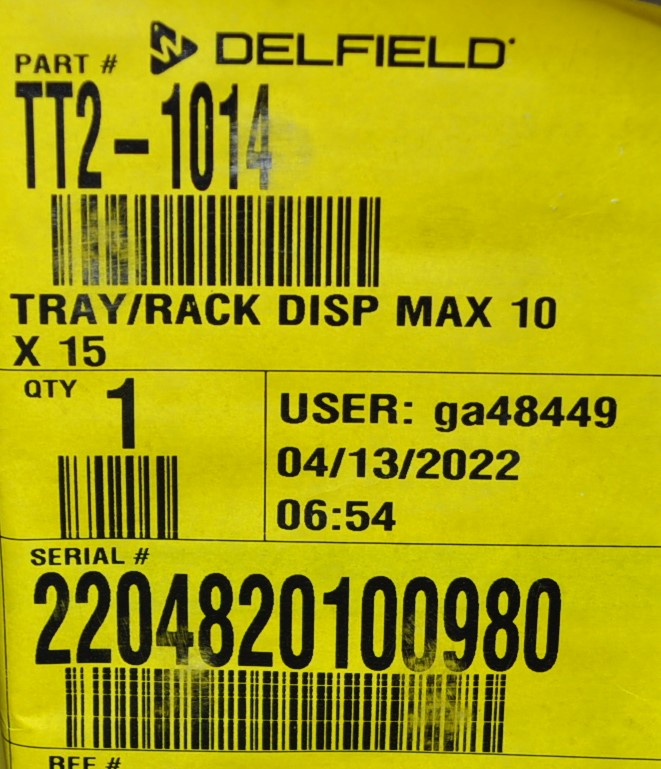 DELFIELD
PART #
TT2-1014
TRAY/RACK DISP MAX 10
X 15
QTY 1
USER: ga48449
04/13/2022
06:54
SERIAL #
2204820100980
REF #